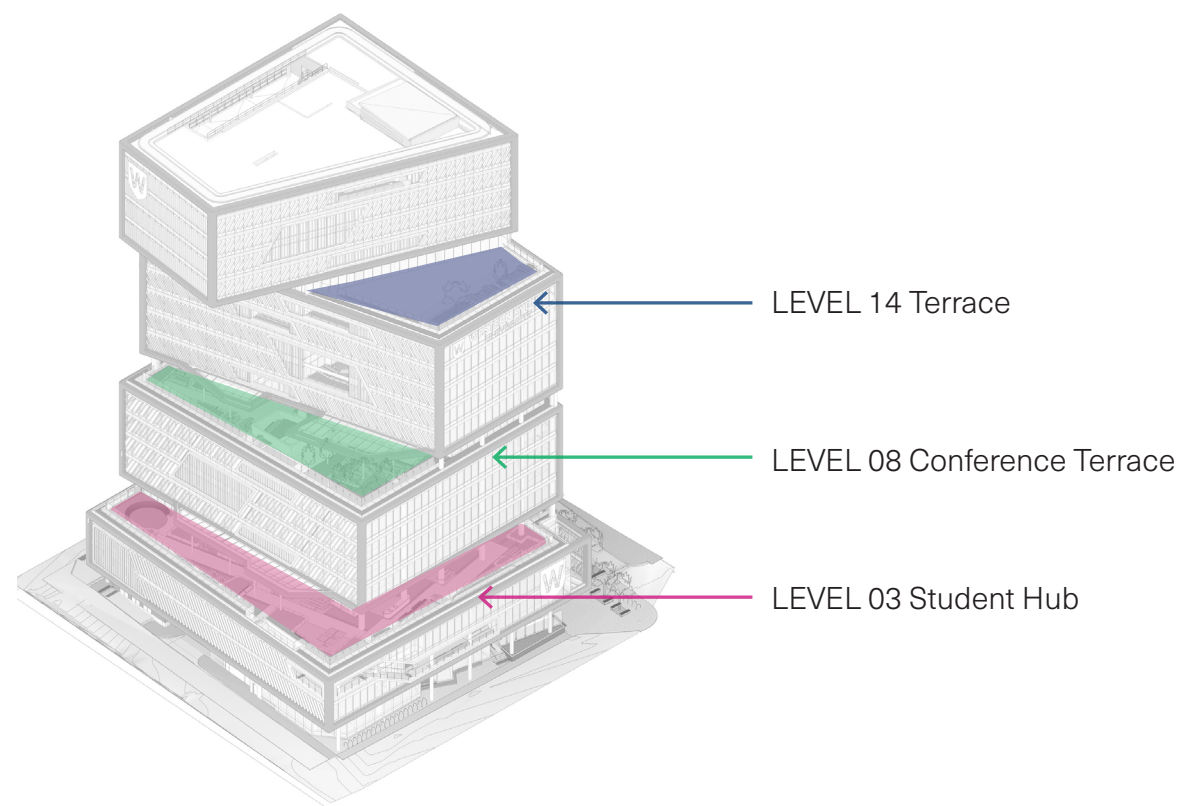 W
LEVEL 14 Terrace
LEVEL 08 Conference Terrace
W
LEVEL 03 Student Hub